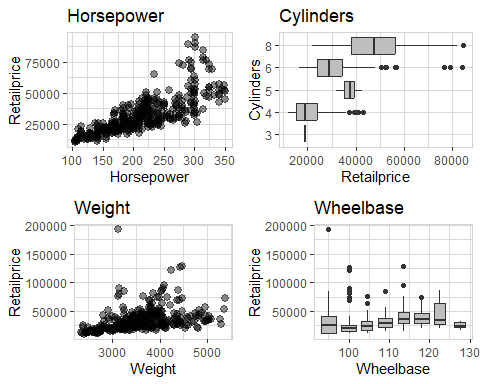 Horsepower
Retailprice
75000
50000
25000
100 150 200 250 300 350
Horsepower
Cylinders
Cylinders
8
6
5
4
3
20000 40000 60000 80000
Retailprice
Weight
Retailprice
200000
150000
100000
50000
3000 4000 5000
Weight
Wheelbase
Retailprice
200000
150000
100000
50000
100 110 120 130
Wheelbase